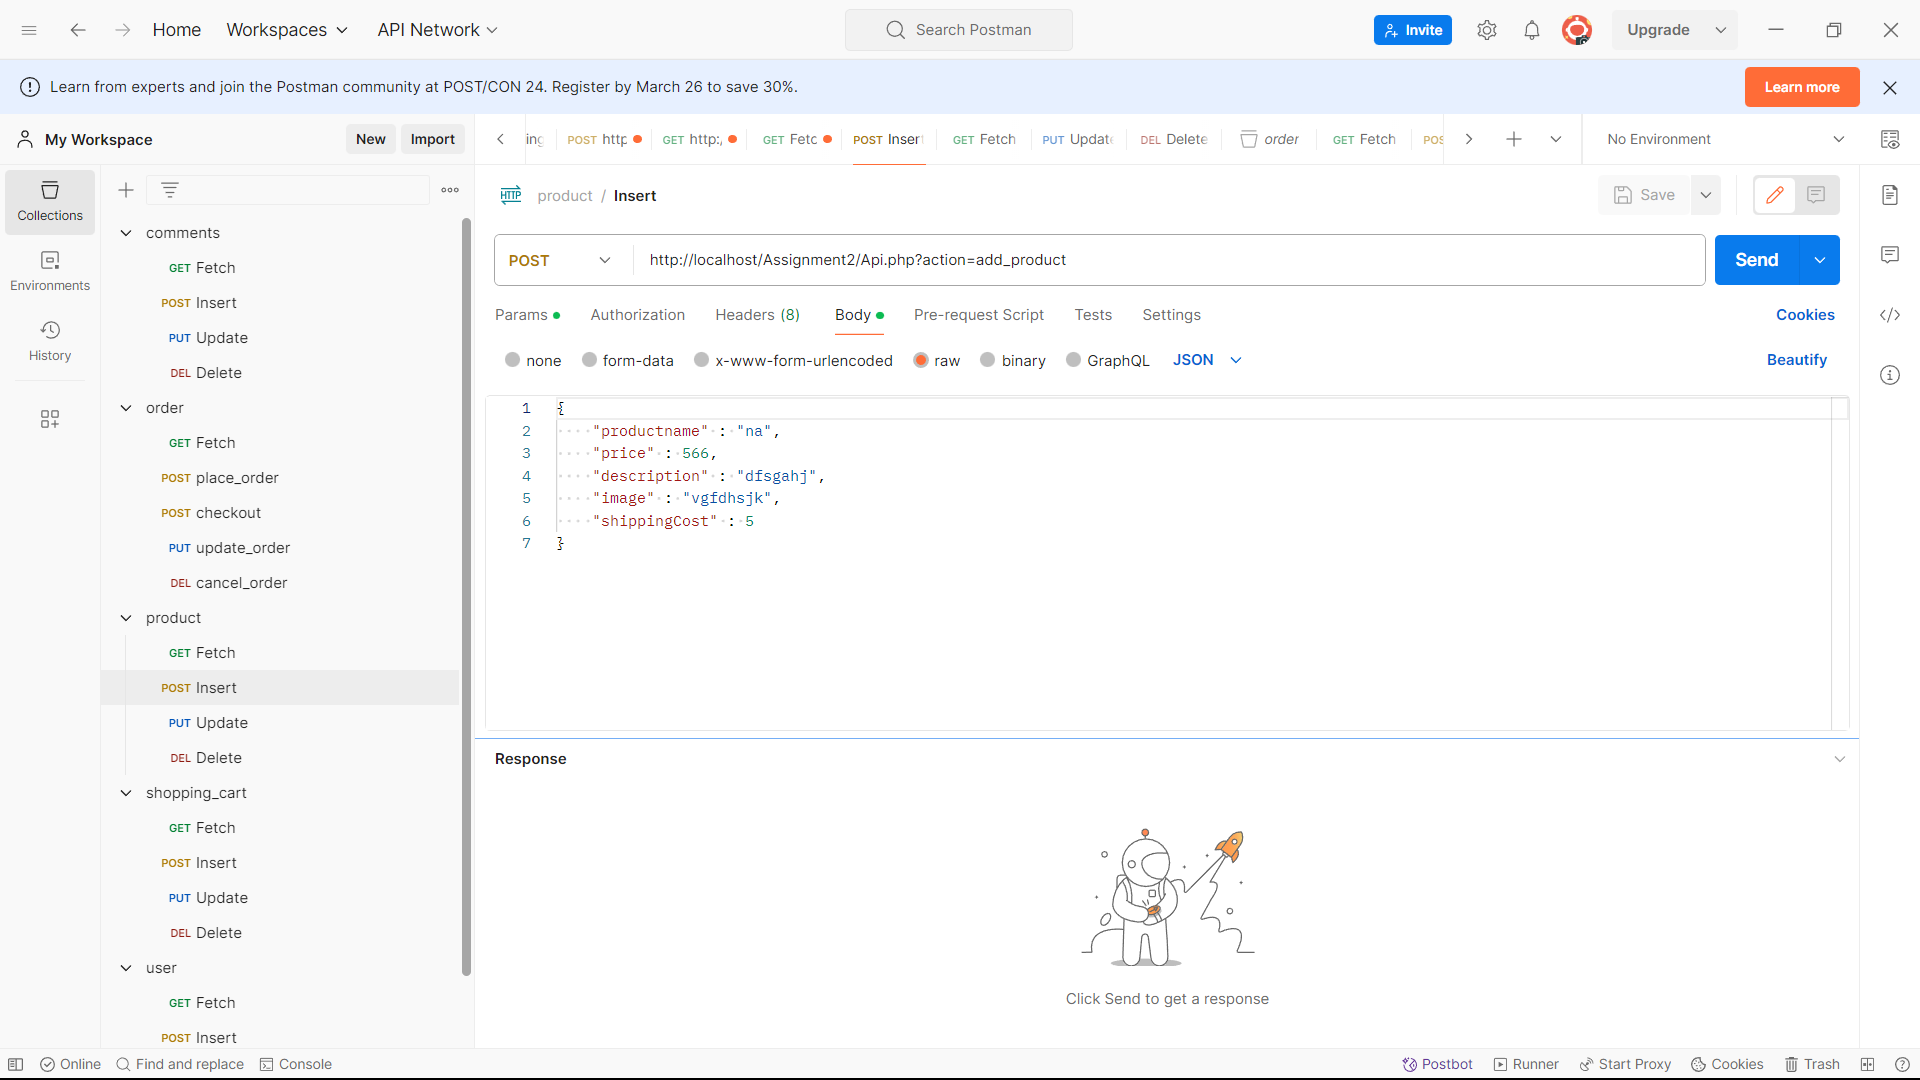 Home
Workspaces
API Network
Search Postman
Invite
Upgrade
Learn from experts and join the Postman community at POST/CON 24. Register by March 26 to save 30%.
Learn more
My Workspace
New
Import
POST http
GET http:,
GET Fetc
POST Inser
GET Fetch
PUT Update
DEL Delete
order
GET Fetch
No Environment
Collections
Environments
History
comments
GET Fetch
POST Insert
PUT Update
DEL Delete
order
GET Fetch
POST place_order
POST checkout
PUT update_order
DEL cancel_order
product
GET Fetch
POST Insert
PUT Update
DEL Delete
shopping_cart
GET Fetch
POST Insert
PUT Update
DEL Delete
user
GET Fetch
POST Insert
HTTP product / Insert
Save
POST
http://localhost/Assignment2/Api.php?action=add_product
Send
Params
Authorization
Headers (8)
Body
Pre-request Script
Tests
Settings
Cookies
none
form-data
x-www-form-urlencoded
raw
binary
GraphQL
JSON
Beautify
1 {
2 "productname" : "na",
3 "price" : 566,
4 "description" : "dfsgahj",
5 "image" : "vgfdhsjk",
6 "shippingCost" : 5
7 }
Response
Click Send to get a response
Online
Find and replace
Console
Postbot
Runner
Start Proxy
Cookies
Trash